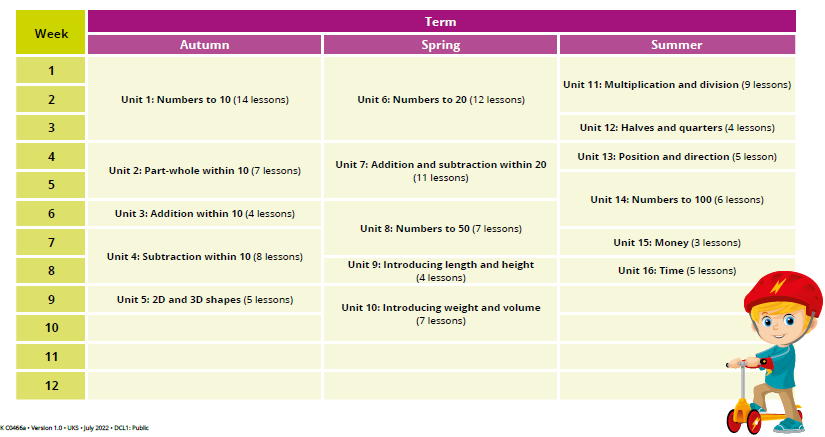 Week
Term
Autumn
Spring
Summer
1
2
3
4
5
6
7
8
9
10
11
12
Unit 1: Numbers to 10 (14 lessons)
Unit 2: Part-whole within 10 (7 lessons)
Unit 3: Addition within 10 (4 lessons)
Unit 4: Subtraction within 10 (8 lessons)
Unit 5: 2D and 3D shapes (5 lessons)
Unit 6: Numbers to 20 (12 lessons)
Unit 7: Addition and subtraction within 20
(11 lessons)
Unit 8: Numbers to 50 (7 lessons)
Unit 9: Introducing length and height
(4 lessons)
Unit 10: Introducing weight and volume
(7 lessons)
Unit 11: Multiplication and division (9 lessons)
Unit 12: Halves and quarters (4 lessons)
Unit 13: Position and direction (5 lesson)
Unit 14: Numbers to 100 (6 lessons)
Unit 15: Money (3 lessons)
Unit 16: Time (5 lessons)
K C0466a • Version 1.0 • UKS • July 2022 • DCL1: Public